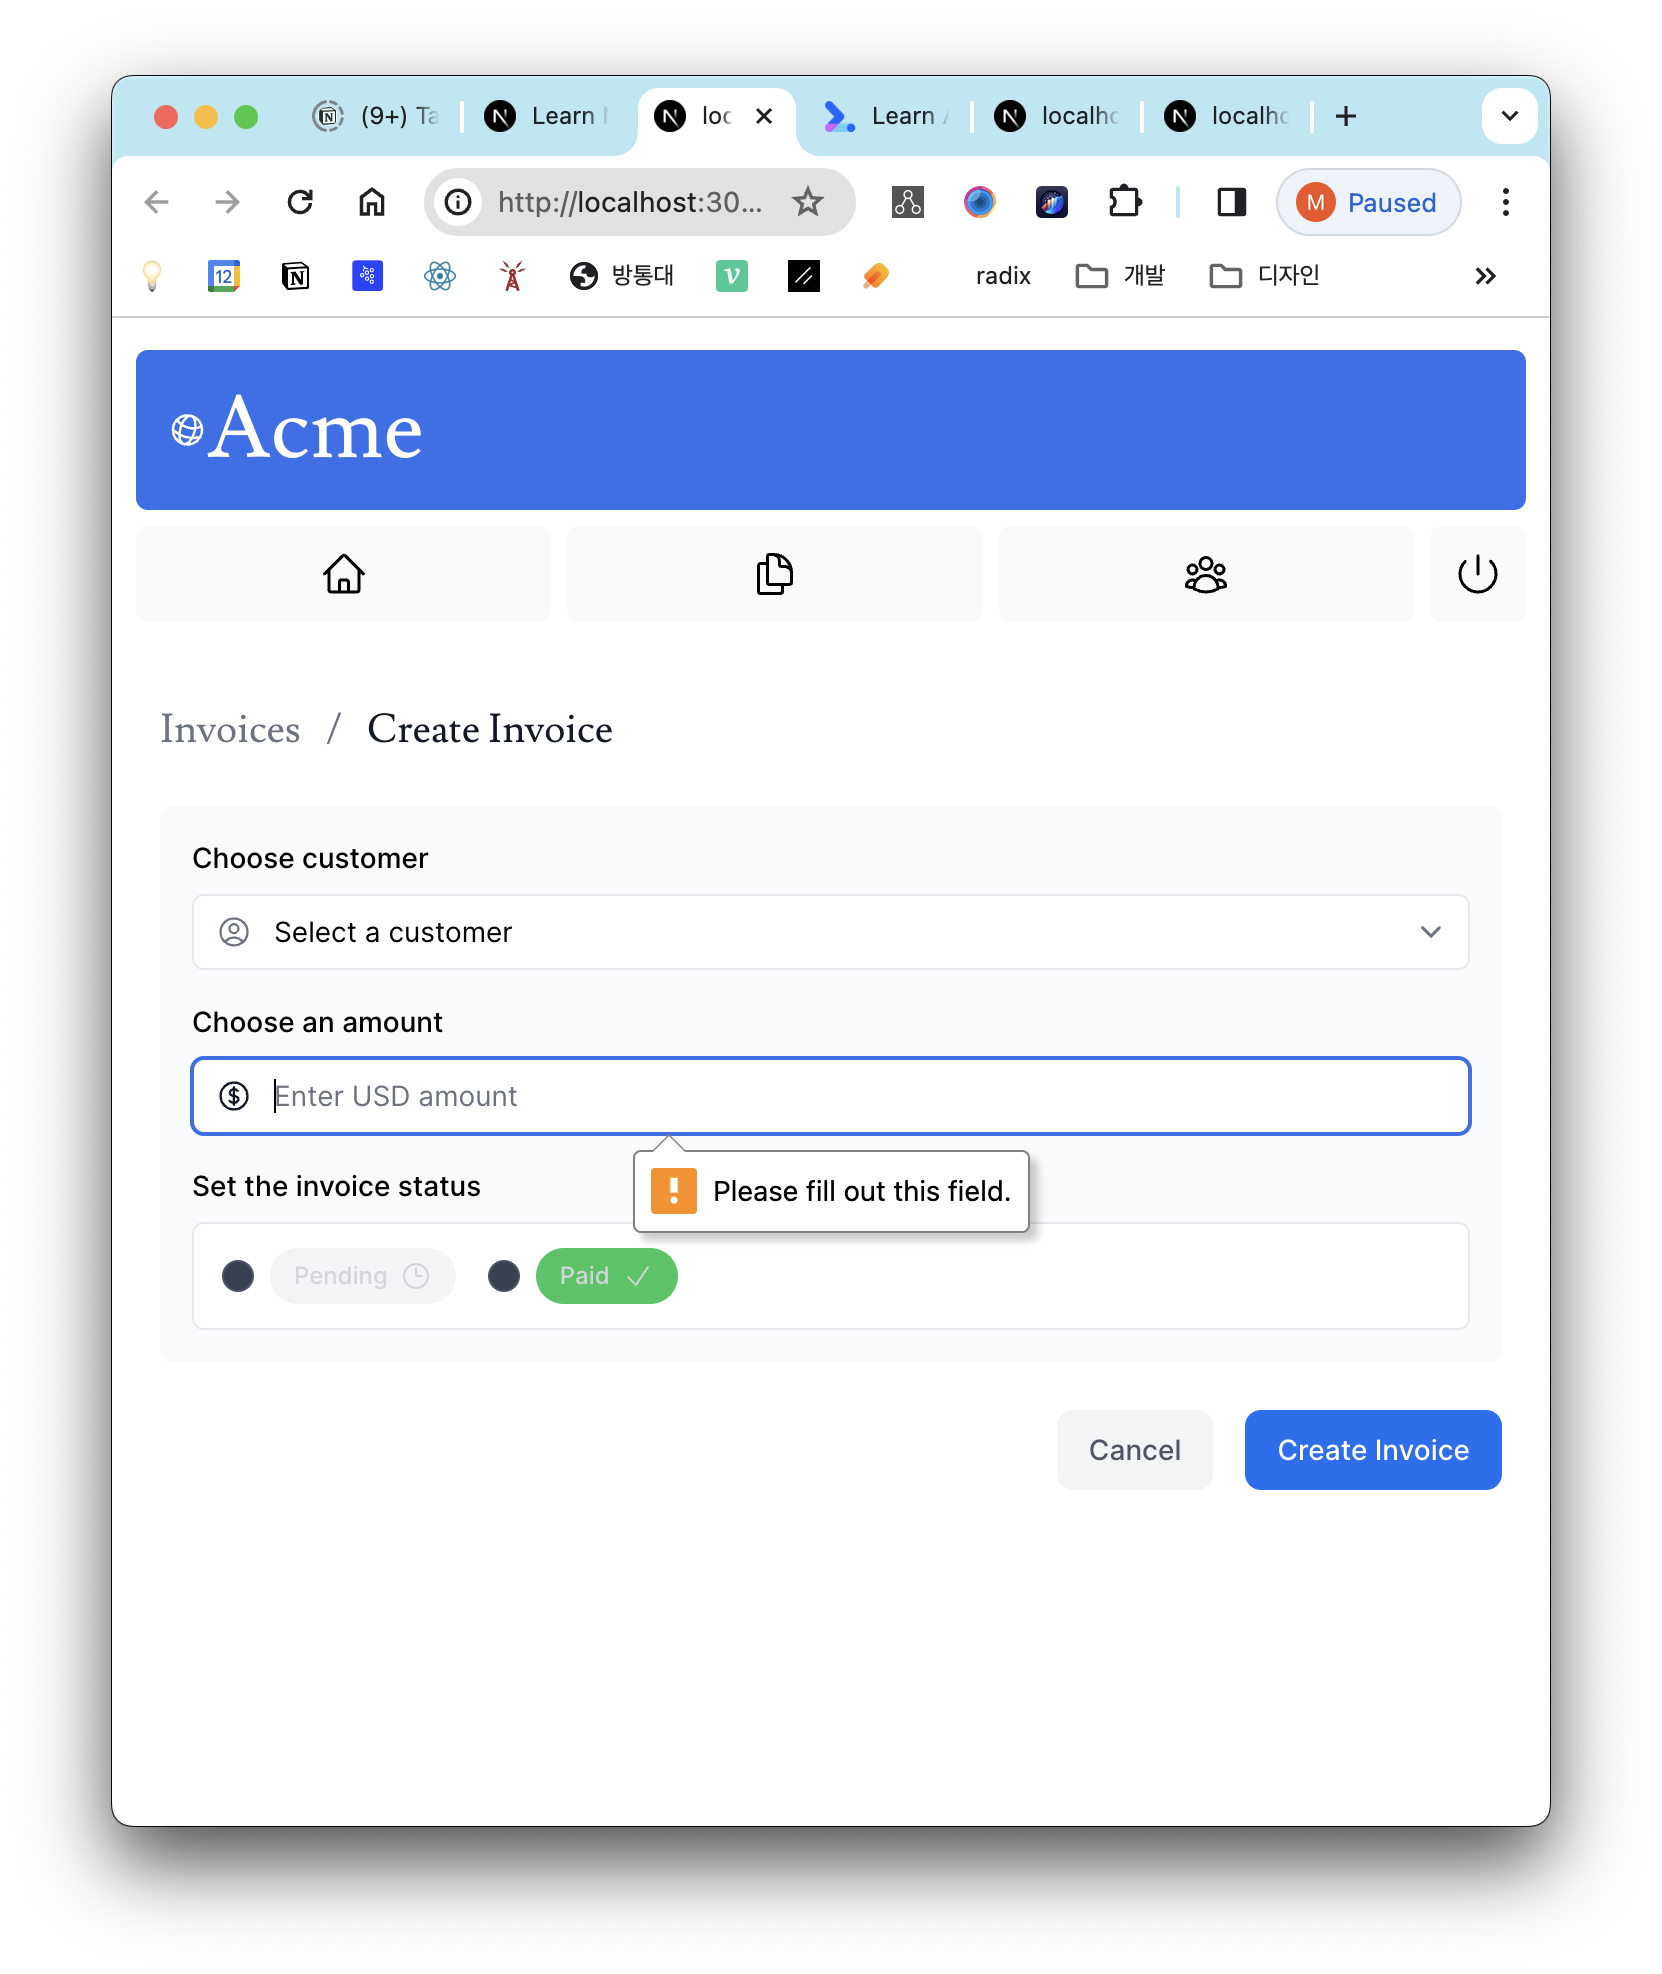 (9+) Ta
Learn
loc
Learn
localho
localho
http://localhost:30...
M Paused
12
방통대
radix
개발
디자인
Acme
Invoices / Create Invoice
Choose customer
Select a customer
Choose an amount
Enter USD amount
Please fill out this field.
Set the invoice status
Pending
Paid
Cancel
Create Invoice